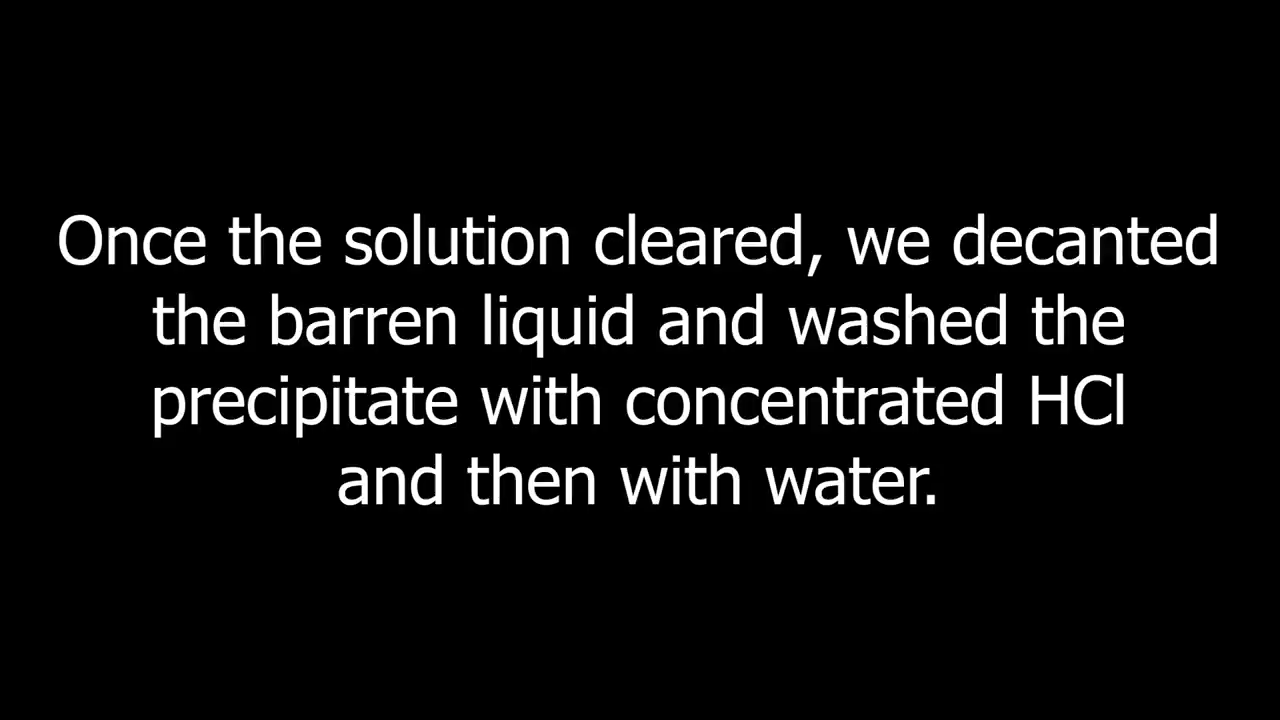 Once the solution cleared, we decanted
the barren liquid and washed the
precipitate with concentrated HCl
and then with water.